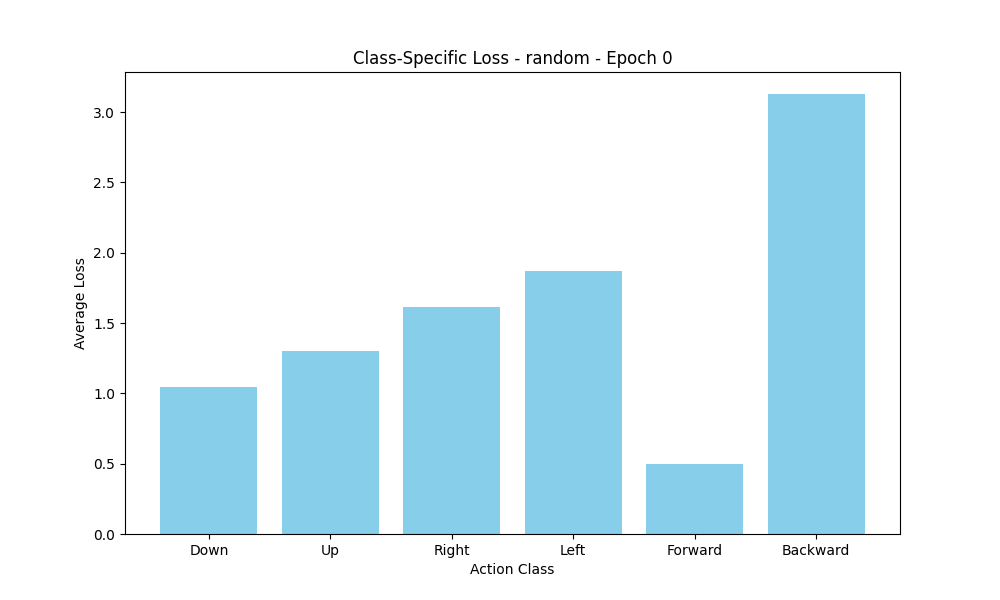 Class-Specific Loss - random - Epoch 0
Average Loss
3.0
2.5
2.0
1.5
1.0
0.5
0.0
Down Up Right Left Forward Backward
Action Class